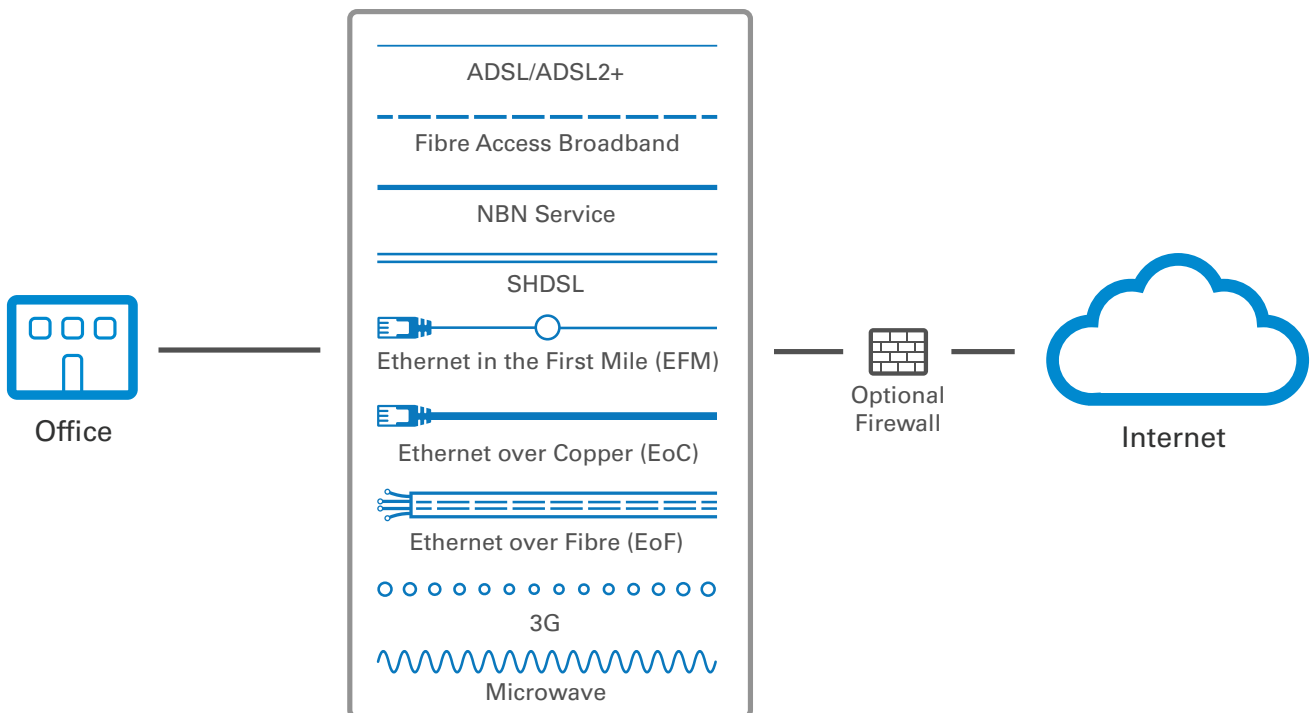 ADSL/ADSL2+
Fibre Access Broadband
NBN Service
SHDSL
Ethernet in the First Mile (EFM)
Ethernet over Copper (EoC)
Ethernet over Fibre (EoF)
3G
Microwave
Office
Optional
Firewall
Internet